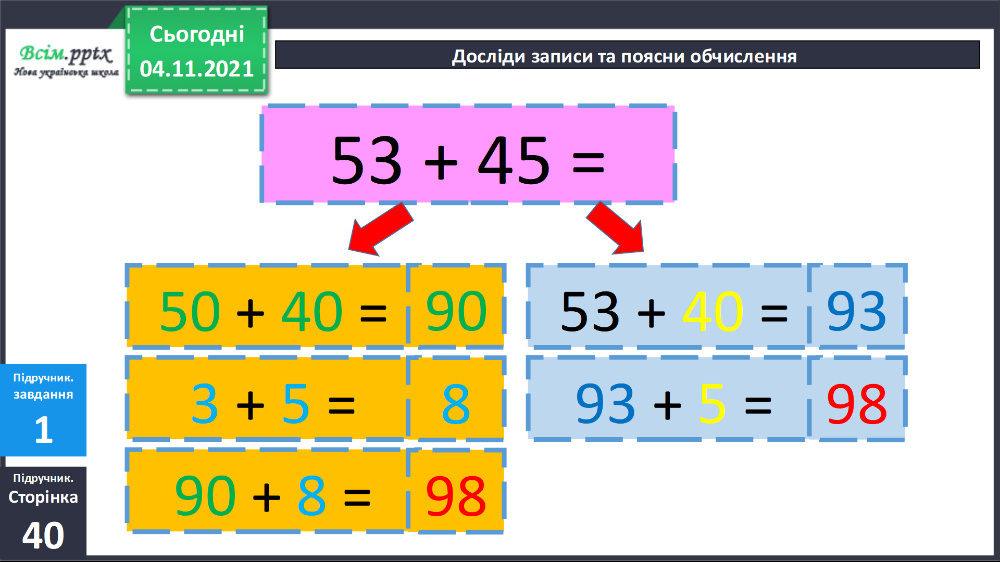 Всім.pptx
Нова українська школа
Сьогодні
04.11.2021
Досліди записи та поясни обчислення
53 + 45 =
50 + 40 = 90
3 + 5 = 8
90 + 8 = 98
53 + 40 = 93
93 + 5 = 98
Підручник.
завдання
1
Підручник.
Сторінка
40